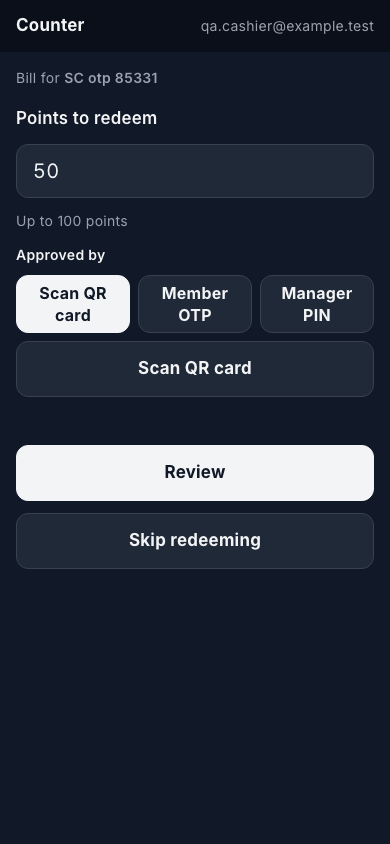 Counter
qa.cashier@example.test
Bill for SC otp 85331
Points to redeem
50
Up to 100 points
Approved by
Scan QR
card
Member
OTP
Manager
PIN
Scan QR card
Review
Skip redeeming